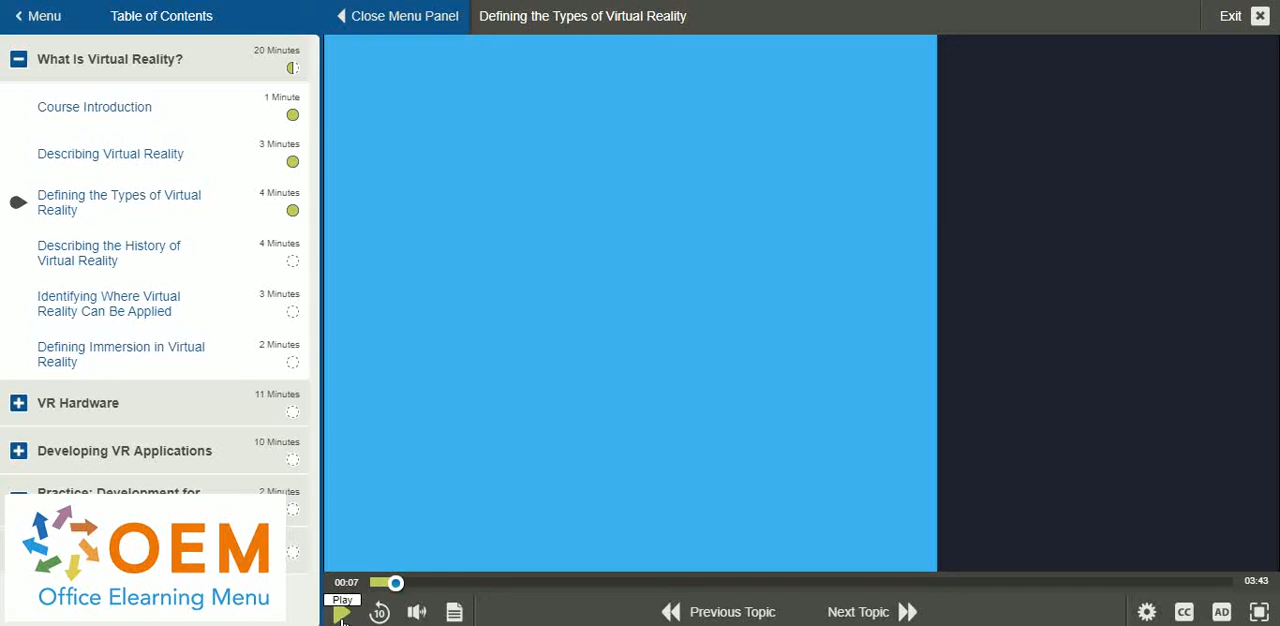 Menu
Table of Contents
Close Menu Panel
Defining the Types of Virtual Reality
Exit
What Is Virtual Reality?
20 Minutes
Course Introduction
1 Minute
Describing Virtual Reality
3 Minutes
Defining the Types of Virtual
Reality
4 Minutes
Describing the History of
Virtual Reality
4 Minutes
Identifying Where Virtual
Reality Can Be Applied
3 Minutes
Defining Immersion in Virtual
Reality
2 Minutes
VR Hardware
11 Minutes
Developing VR Applications
10 Minutes
Practice: Development for
2 Minutes
OEM
Office Elearning Menu
00:07
03:43
Play
10
Previous Topic
Next Topic
CC
AD